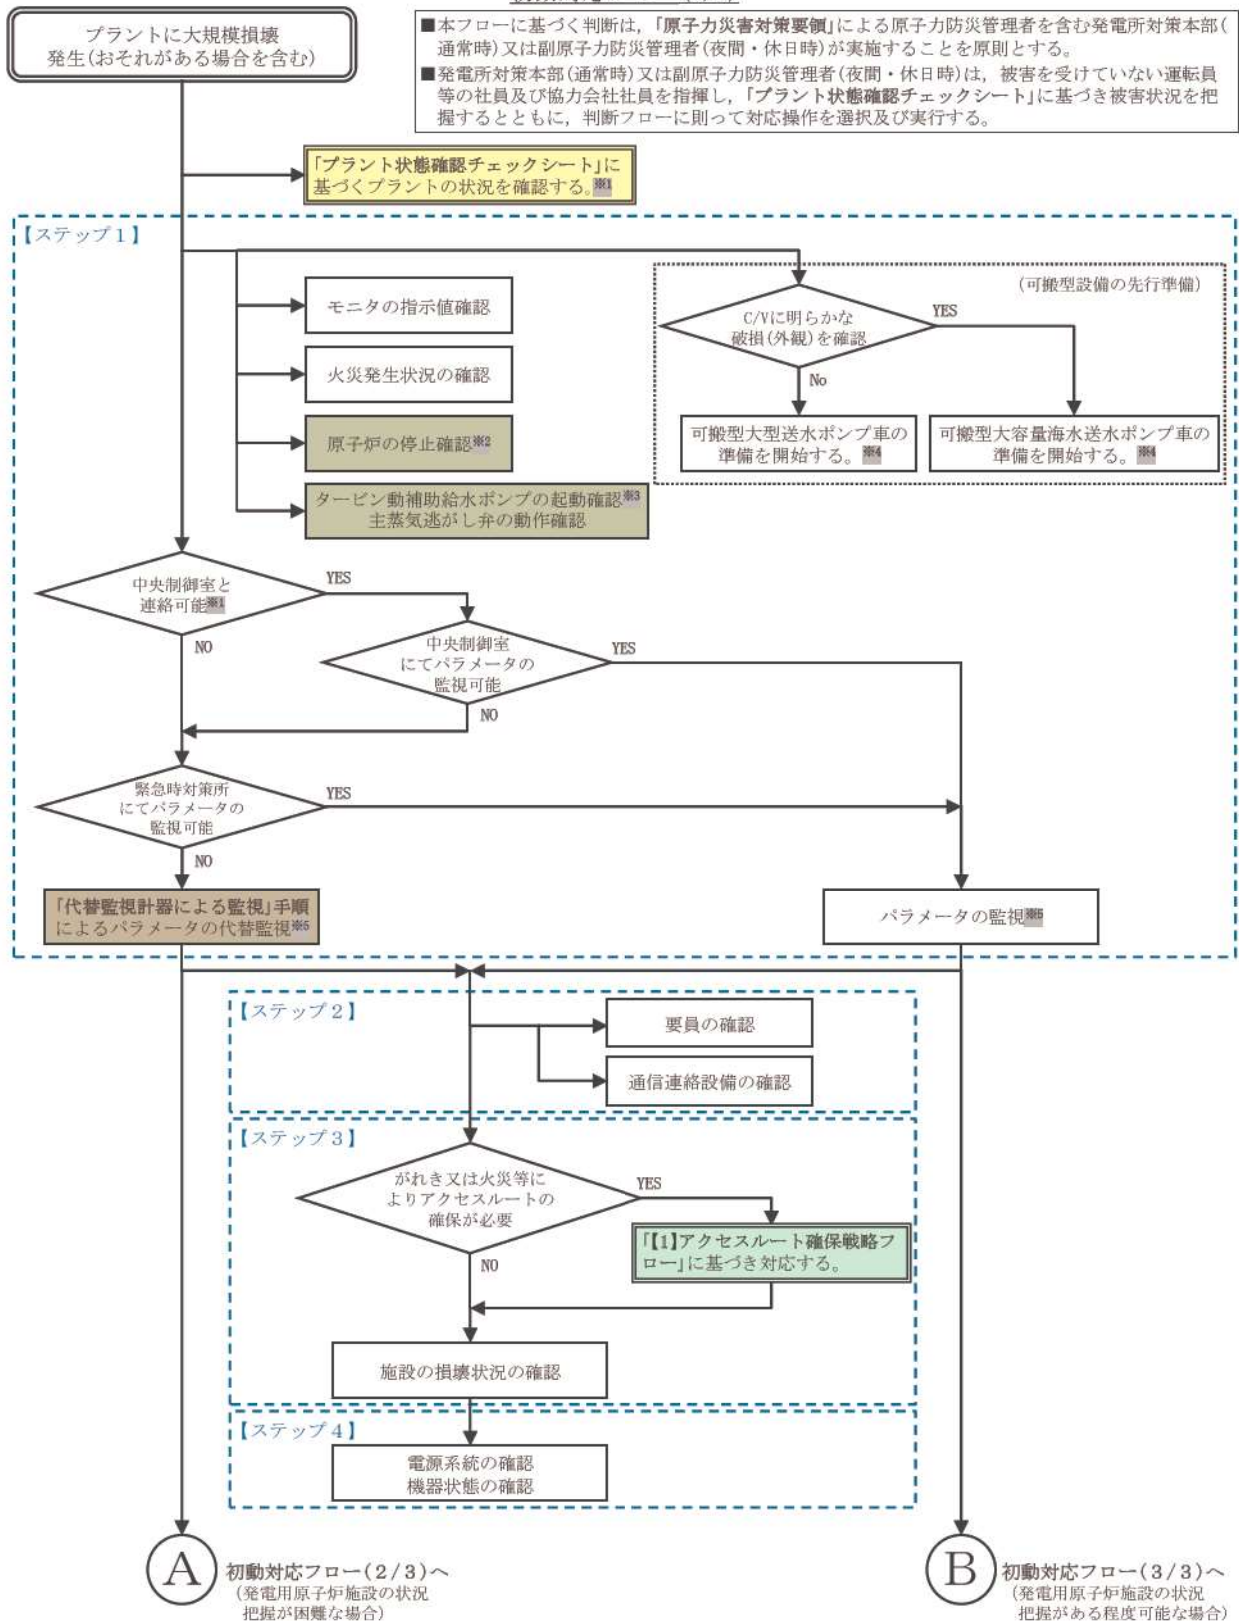 プラントに大規模損壊
発生(おそれがある場合を含む)
■本フローに基づく判断は，「原子力災害対策要領」による原子力防災管理者を含む発電所対策本部(
通常時)又は副原子力防災管理者(夜間・休日時)が実施することを原則とする。
■発電所対策本部(通常時)又は副原子力防災管理者(夜間・休日時)は，被害を受けていない運転員
等の社員及び協力会社社員を指揮し，「プラント状態確認チェックシート」に基づき被害状況を把
握するとともに，判断フローに則って対応操作を選択及び実行する。
「プラント状態確認チェックシート」に
基づくプラントの状況を確認する。※1
【ステップ1】
モニタの指示値確認
火災発生状況の確認
原子炉の停止確認※2
タービン動補助給水ポンプの起動確認※3
主蒸気逃がし弁の動作確認
(可搬型設備の先行準備)
C/Vに明らかな
破損(外観)を確認
YES
No
可搬型大型送水ポンプ車の
準備を開始する。※4
可搬型大容量海水送水ポンプ車の
準備を開始する。※4
中央制御室と
連絡可能※1
YES
NO
中央制御室
にてパラメータの
監視可能
YES
NO
緊急時対策所
にてパラメータの
監視可能
YES
NO
「代替監視計器による監視」手順
によるパラメータの代替監視※5
パラメータの監視※5
【ステップ2】
要員の確認
通信連絡設備の確認
【ステップ3】
がれき又は火災等に
よりアクセスルートの
確保が必要
YES
NO
「【1】アクセスルート確保戦略フ
ロー」に基づき対応する。
施設の損壊状況の確認
【ステップ4】
電源系統の確認
機器状態の確認
A
初動対応フロー(2/3)へ
(発電用原子炉施設の状況
把握が困難な場合)
B
初動対応フロー(3/3)へ
(発電用原子炉施設の状況
把握がある程度可能な場合)